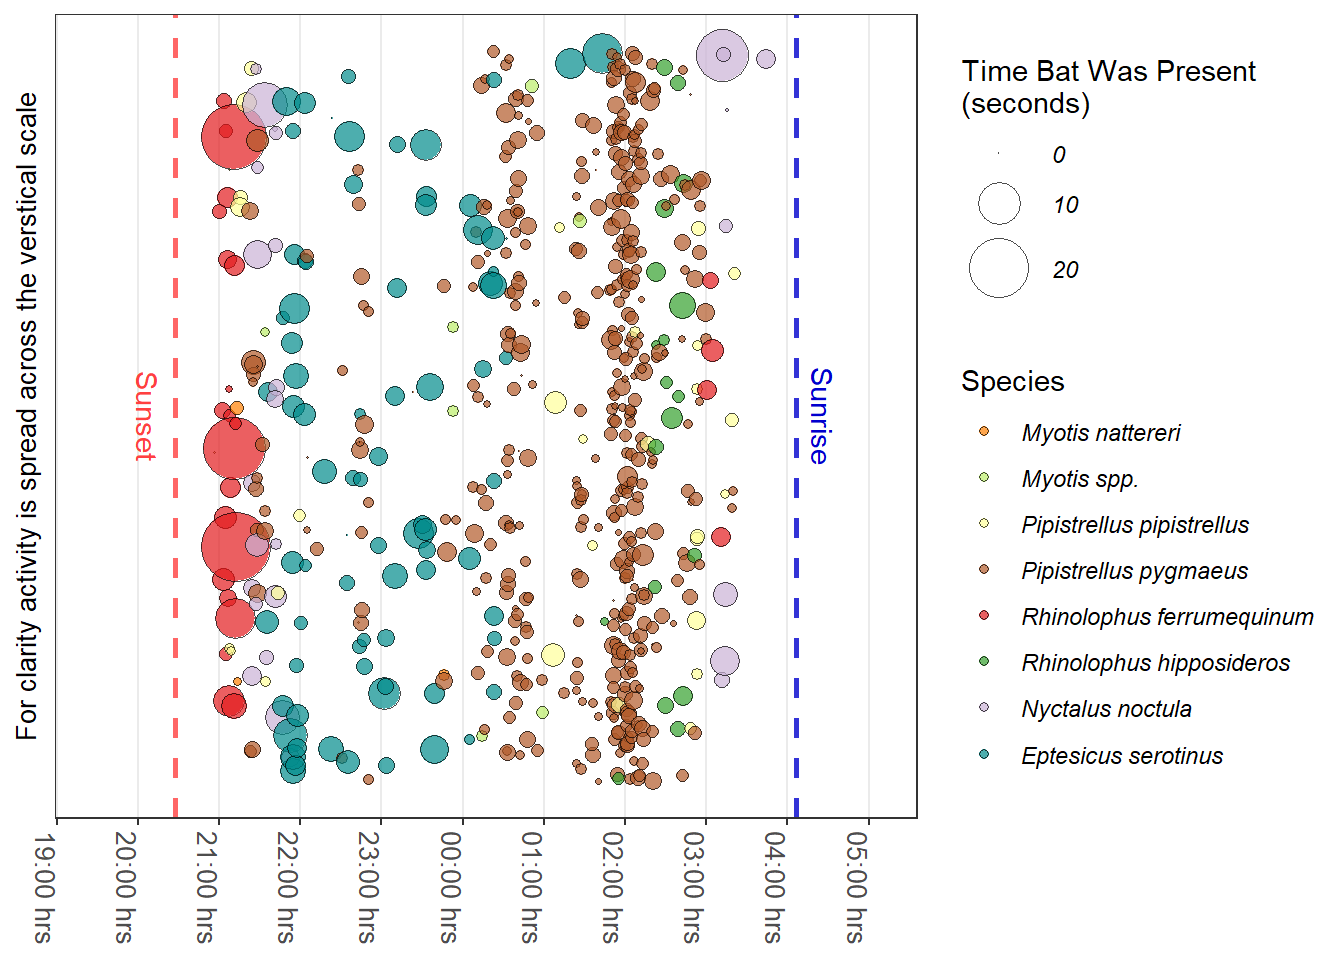 For clarity activity is spread across the verstical scale
Sunset
Sunrise
19:00 hrs
20:00 hrs
21:00 hrs
22:00 hrs
23:00 hrs
00:00 hrs
01:00 hrs
02:00 hrs
03:00 hrs
04:00 hrs
05:00 hrs
Time Bat Was Present
(seconds)
0
10
20
Species
Myotis nattereri
Myotis spp.
Pipistrellus pipistrellus
Pipistrellus pygmaeus
Rhinolophus ferrumequinum
Rhinolophus hipposideros
Nyctalus noctula
Eptesicus serotinus